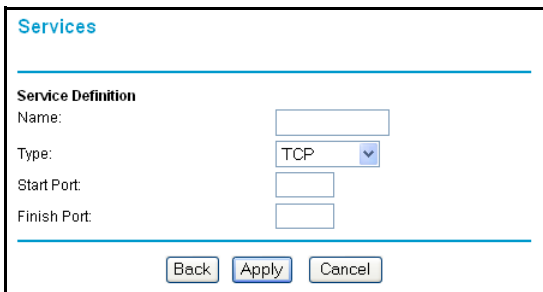 Services
Service Definition
Name:
Type: TCP
Start Port:
Finish Port:
Back Apply Cancel